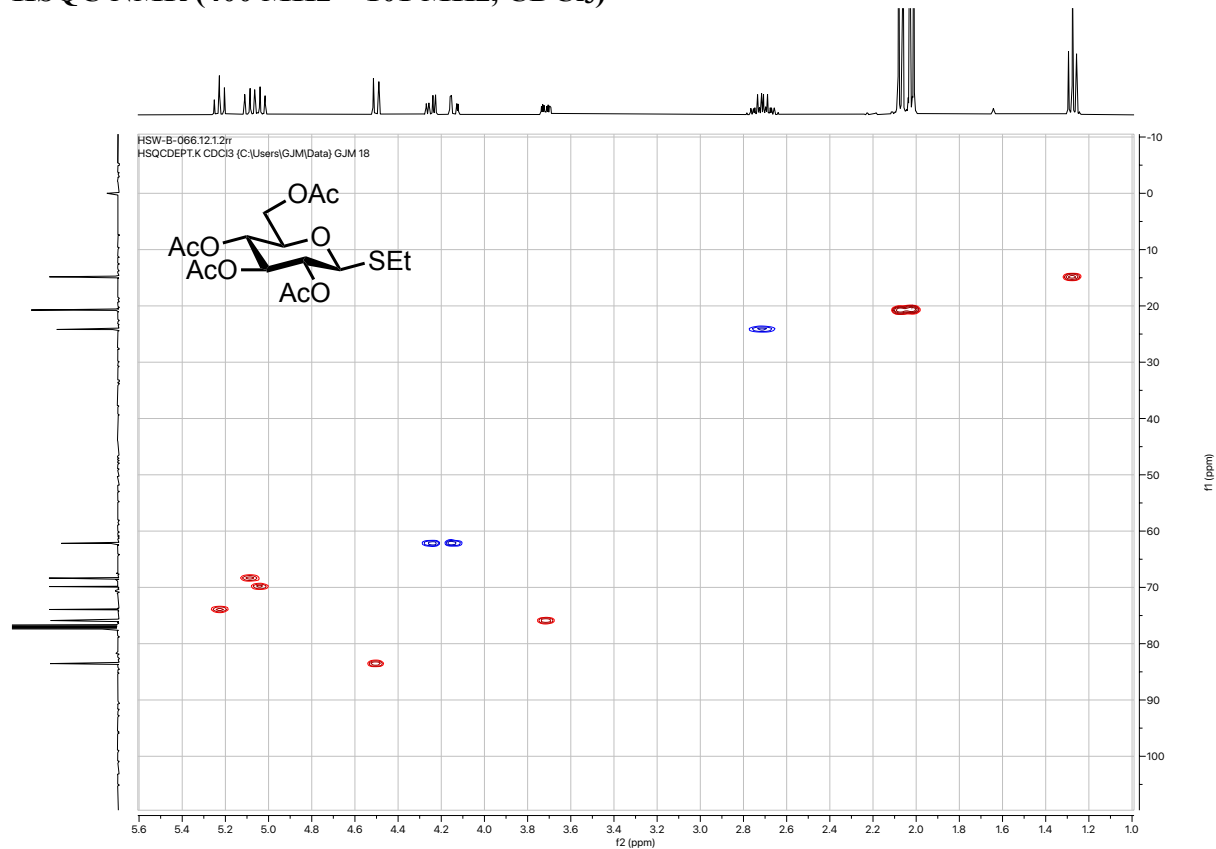 HSQC NMR (400 MHz – 101 MHz, CDCl₃)
HSW-B-066.12.1.2rr
HSQCDEPT.K CDCl3 {C:\Users\GJM\Data} GJM 18
OAc
AcO
O
SEt
AcO
AcO
-10
0
10
20
30
40
50
60
70
80
90
100
f1 (ppm)
5.6 5.4 5.2 5.0 4.8 4.6 4.4 4.2 4.0 3.8 3.6 3.4 3.2 3.0 2.8 2.6 2.4 2.2 2.0 1.8 1.6 1.4 1.2 1.0
f2 (ppm)